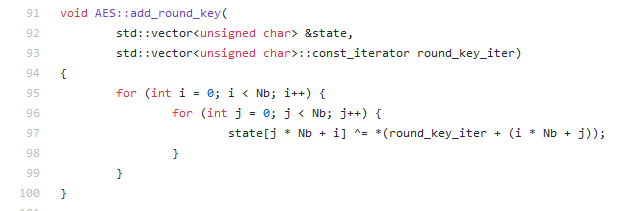 91 void AES::add_round_key(
92 std::vector<unsigned char> &state,
93 std::vector<unsigned char>::const_iterator round_key_iter)
94 {
95 for (int i = 0; i < Nb; i++) {
96 for (int j = 0; j < Nb; j++) {
97 state[j * Nb + i] ^= *(round_key_iter + (i * Nb + j));
98 }
99 }
100 }